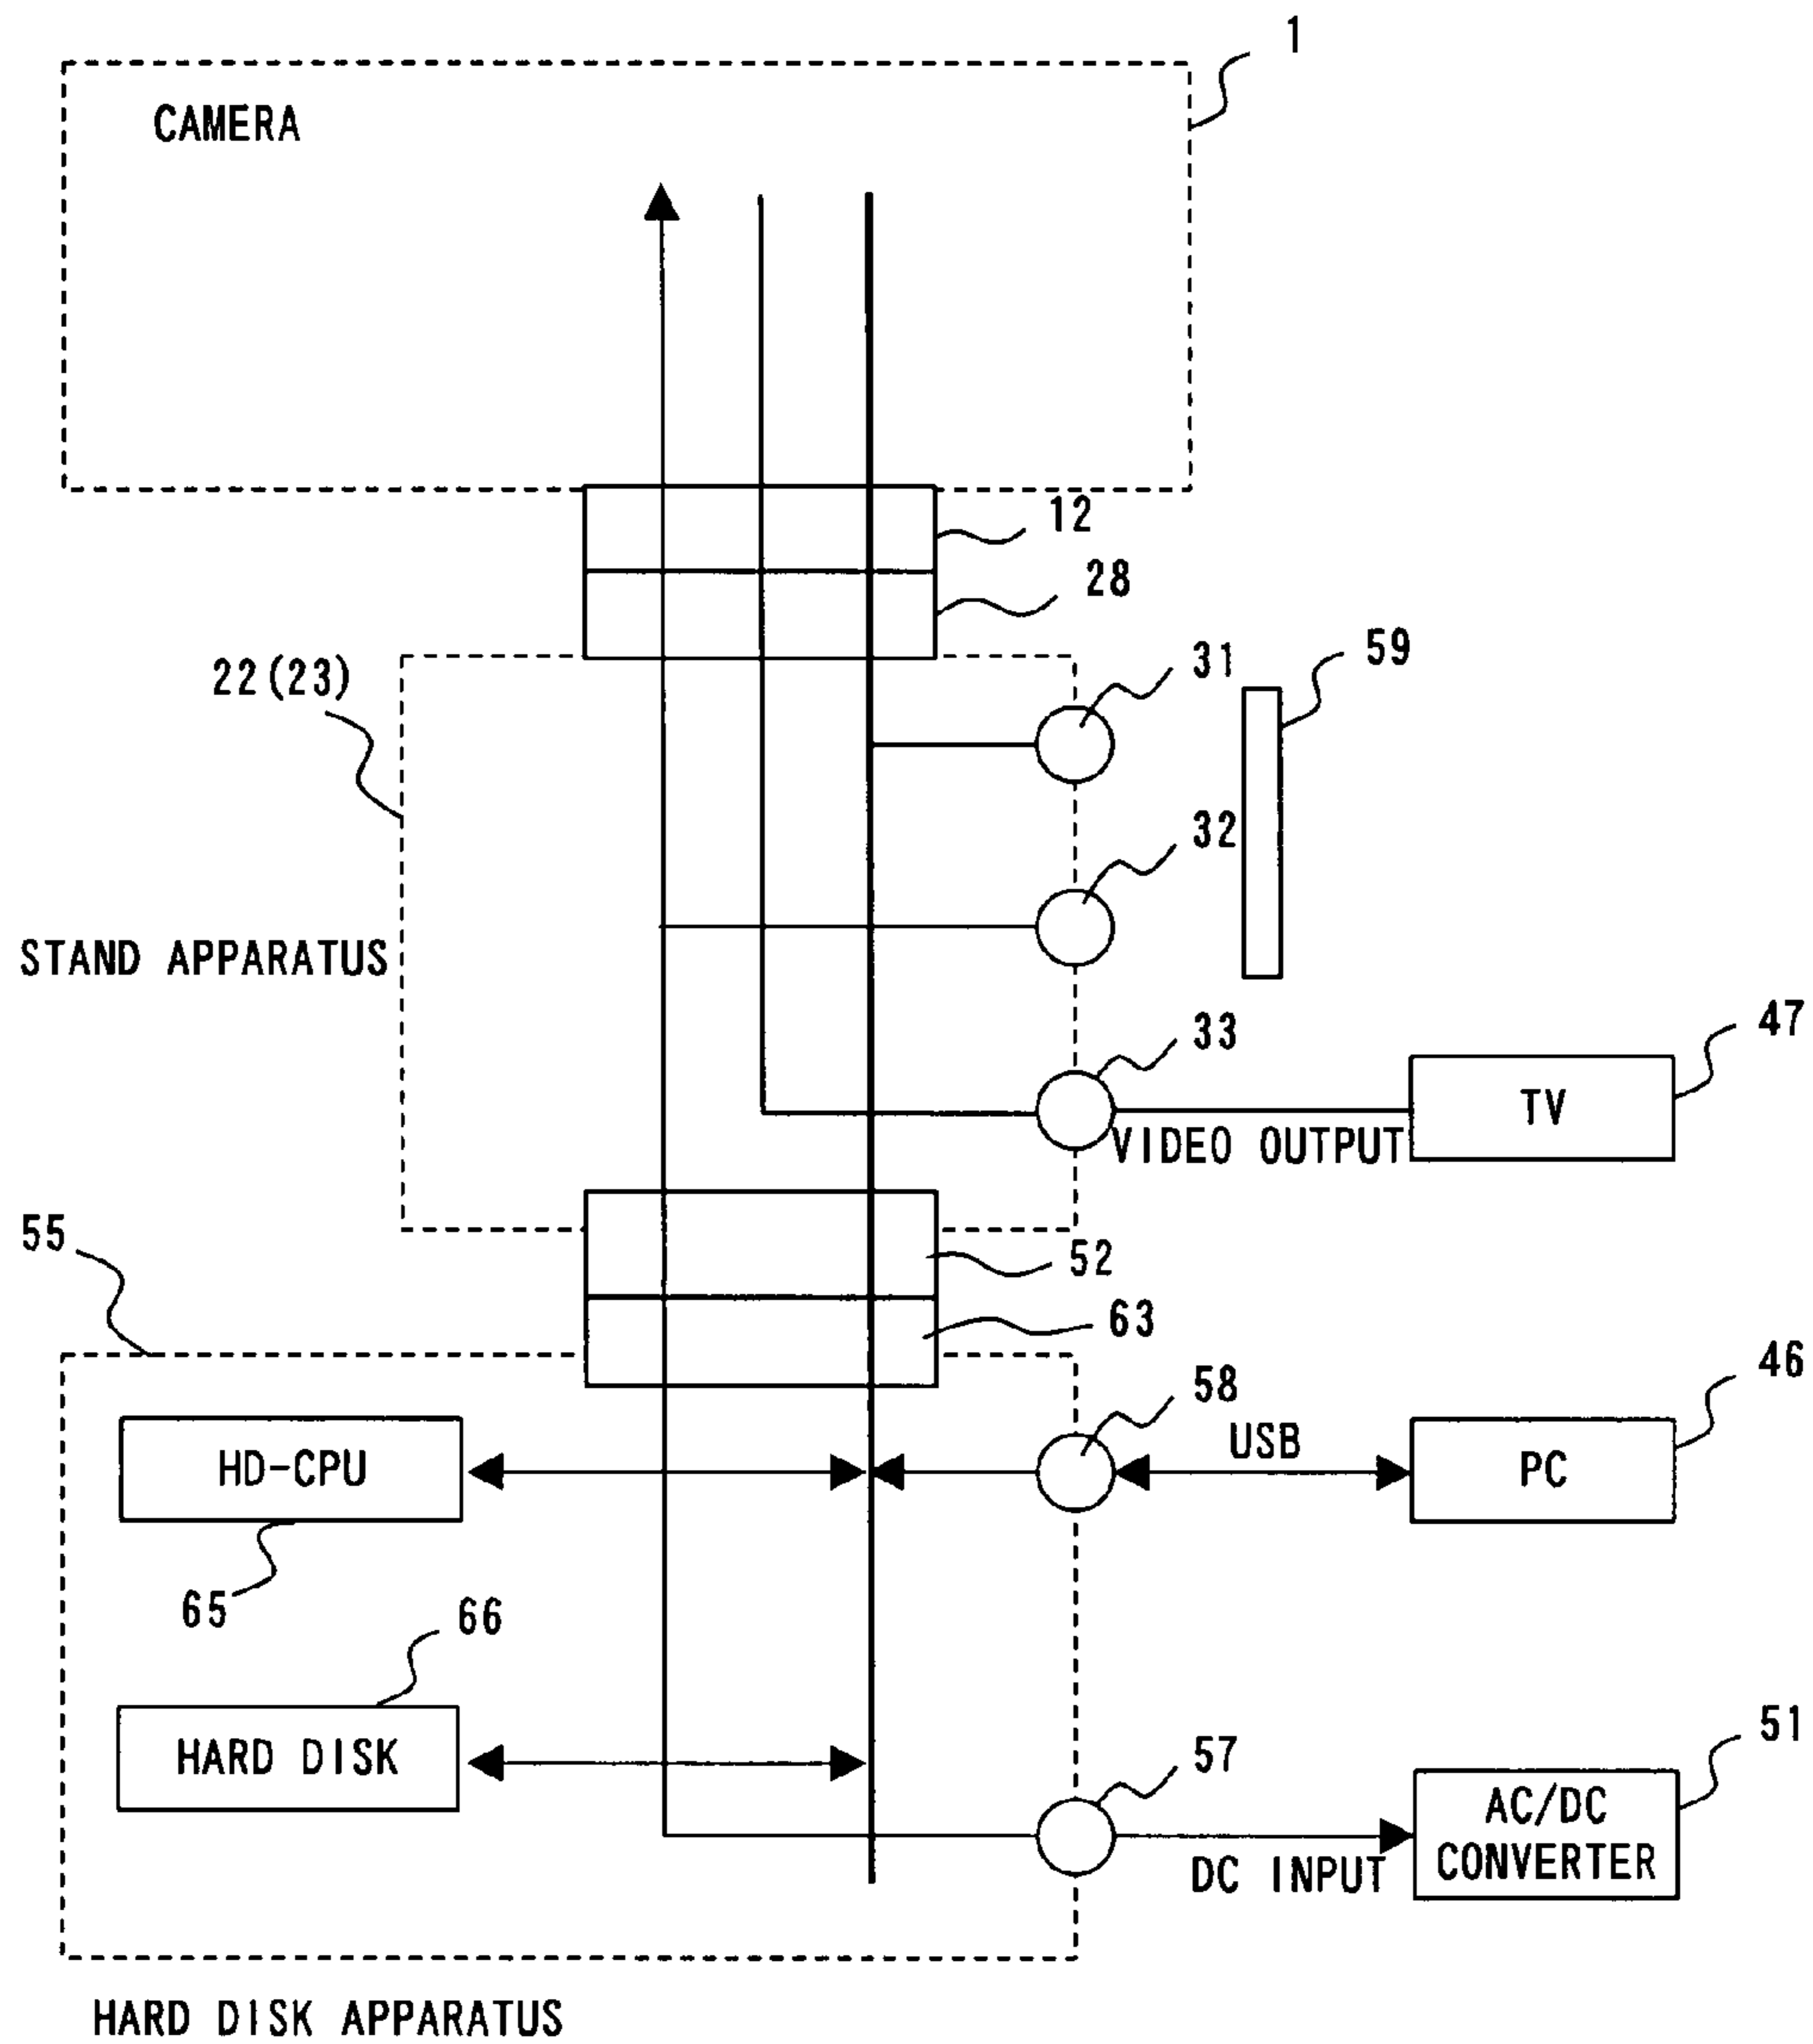 1
CAMERA
12
28
22(23)
31
59
32
STAND APPARATUS
33
47
TV
VIDEO OUTPUT
55
52
63
58
46
HD-CPU
USB
PC
65
66
57
51
HARD DISK
AC/DC
CONVERTER
DC INPUT
HARD DISK APPARATUS